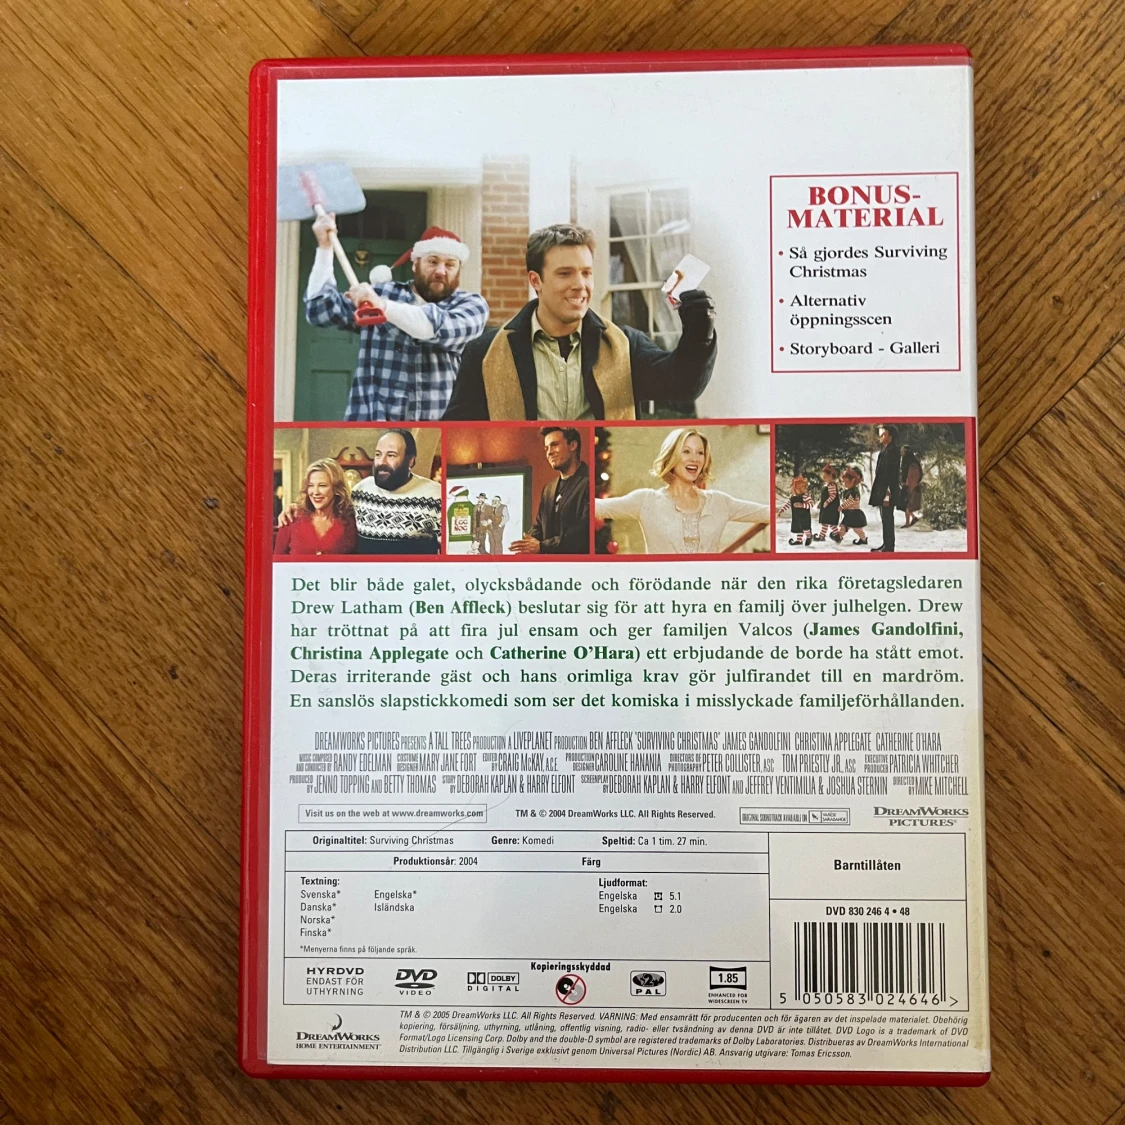 BONUS-
MATERIAL
• Så gjordes Surviving
Christmas
• Alternativ
öppningsscen
• Storyboard - Galleri
EGG
NOG
Det blir både galet, olycksbådande och förödande när den rika företagsledaren
Drew Latham (Ben Affleck) beslutar sig för att hyra en familj över julhelgen. Drew
har tröttnat på att fira jul ensam och ger familjen Valcos (James Gandolfini,
Christina Applegate och Catherine O'Hara) ett erbjudande de borde ha stått emot.
Deras irriterande gäst och hans orimliga krav gör julfirandet till en mardröm.
En sanslös slapstickkomedi som ser det komiska i misslyckade familjeförhållanden.
DREAMWORKS PICTURES PRESENTS A TALL TREES PRODUCTION A LIVEPLANET PRODUCTION BEN AFFLECK 'SURVIVING CHRISTMAS' JAMES GANDOLFINI CHRISTINA APPLEGATE CATHERINE O'HARA
MUSIC COMPOSED AND CONDUCTED BY RANDY EDELMAN COSTUME DESIGNER MARY JANE FORT EDITED BY CRAIG McKAY, A.C.E. PRODUCTION DESIGNER CAROLINE HANANIA DIRECTORS OF PHOTOGRAPHY PETER COLLISTER, ASC TOM PRIESTLY JR., ASC EXECUTIVE PRODUCER PATRICIA WHITCHER
PRODUCED BY JENNO TOPPING AND BETTY THOMAS STORY BY DEBORAH KAPLAN & HARRY ELFONT SCREENPLAY BY DEBORAH KAPLAN & HARRY ELFONT AND JEFFREY VENTIMILIA & JOSHUA STERNIN DIRECTED BY MIKE MITCHELL
Visit us on the web at www.dreamworks.com TM & © 2004 DreamWorks LLC. All Rights Reserved. ORIGINAL SOUNDTRACK AVAILABLE ON VARÈSE SARABANDE DREAMWORKS
PICTURES
Originaltitel: Surviving Christmas Genre: Komedi Speltid: Ca 1 tim. 27 min.
Produktionsår: 2004 Färg
Barntillåten
Textning: Ljudformat:
Svenska* Engelska* Engelska 5.1
Danska* Isländska Engelska 2.0
Norska*
Finska*
*Menyerna finns på följande språk.
DVD 830 246 4 • 48
5 050583 024646 >
HYRDVD
ENDAST FÖR
UTHYRNING
DVD
VIDEO
DOLBY
DIGITAL
Kopieringsskyddad
2
PAL
1.85
ENHANCED FOR
WIDESCREEN TV
DREAMWORKS
HOME ENTERTAINMENT
TM & © 2005 DreamWorks LLC. All Rights Reserved. VARNING: Med ensamrätt för producenten och för ägaren av det inspelade materialet. Obehörig
kopiering, försäljning, uthyrning, utlåning, offentlig visning, radio- eller tvsändning av denna DVD är inte tillåtet. DVD Logo is a trademark of DVD
Format/Logo Licensing Corp. Dolby and the double-D symbol are registered trademarks of Dolby Laboratories. Distribueras av DreamWorks International
Distribution LLC. Tillgänglig i Sverige exklusivt genom Universal Pictures (Nordic) AB. Ansvarig utgivare: Tomas Ericsson.